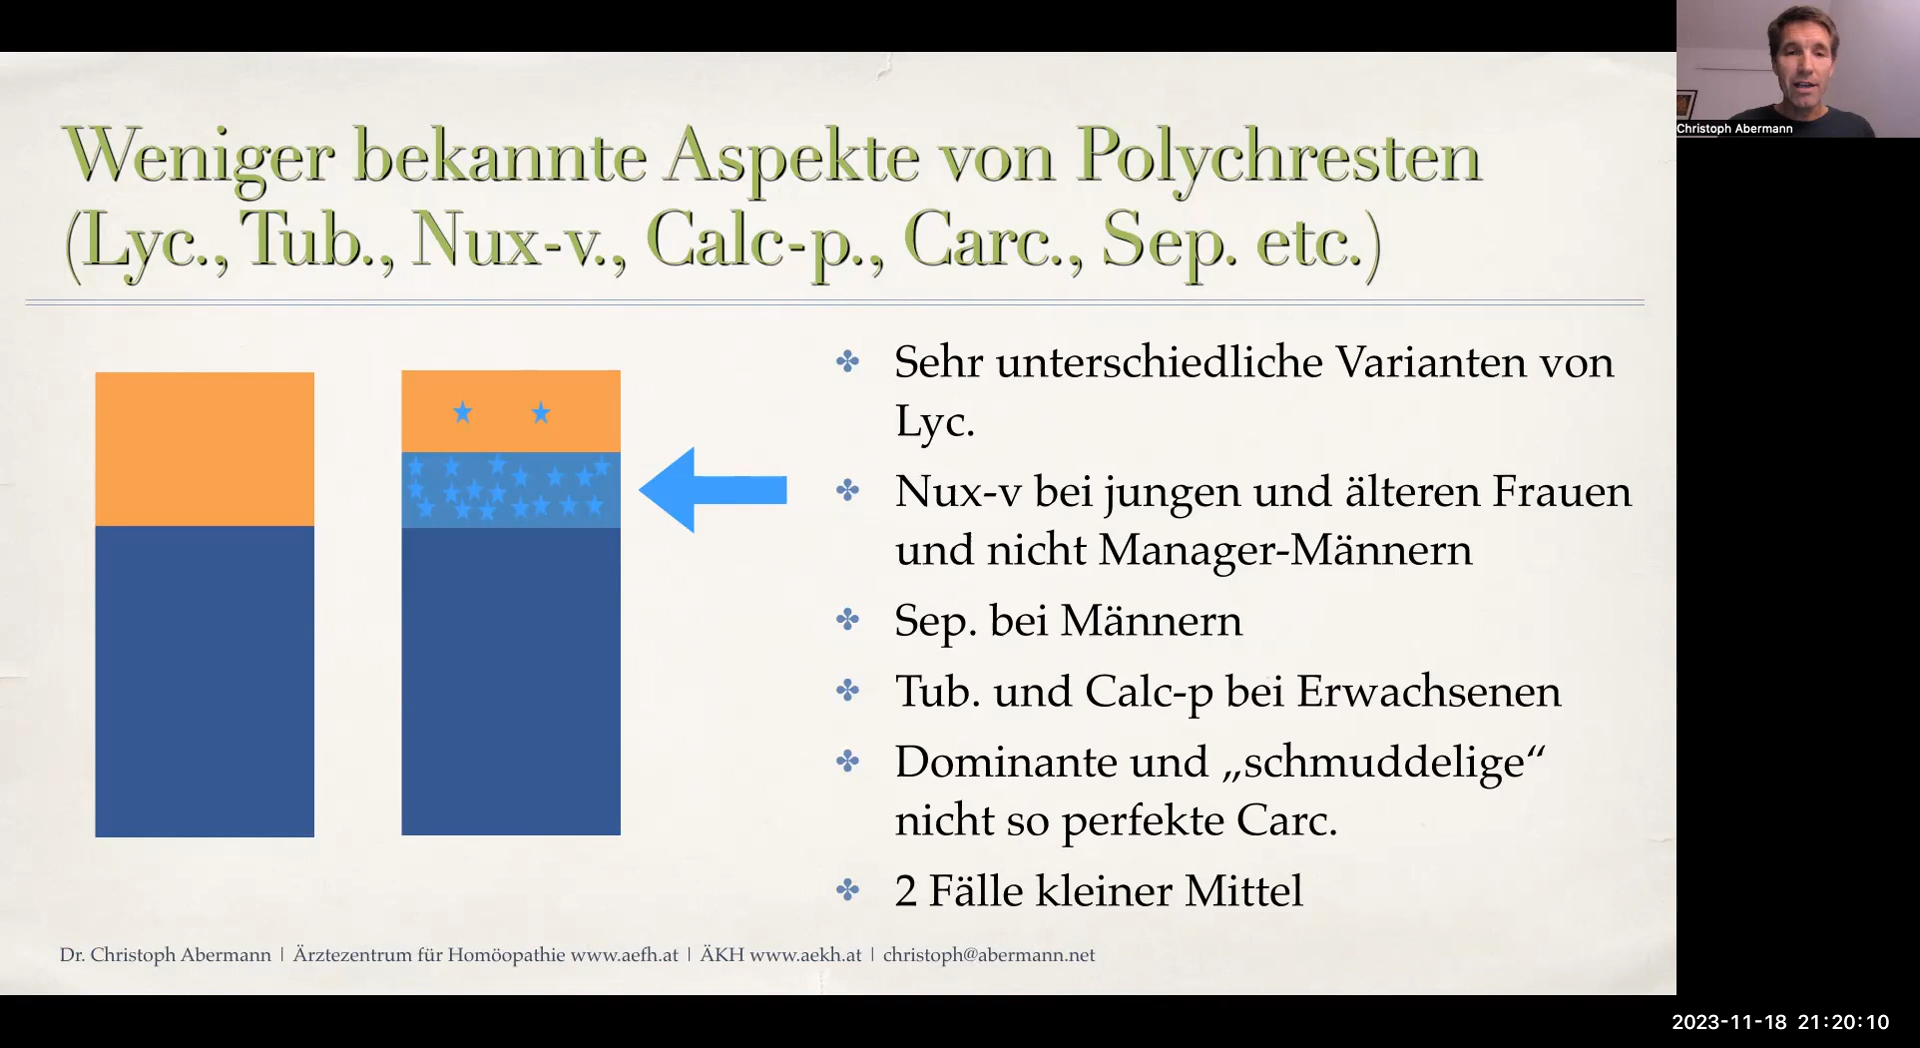 Christoph Abermann
Weniger bekannte Aspekte von Polychresten
(Lyc., Tub., Nux-v., Calc-p., Carc., Sep. etc.)
Sehr unterschiedliche Varianten von
Lyc.
Nux-v bei jungen und älteren Frauen
und nicht Manager-Männern
Sep. bei Männern
Tub. und Calc-p bei Erwachsenen
Dominante und „schmuddelige“
nicht so perfekte Carc.
2 Fälle kleiner Mittel
Dr. Christoph Abermann | Ärztezentrum für Homöopathie www.aefh.at | ÄKH www.aekh.at | christoph@abermann.net
2023-11-18 21:20:10